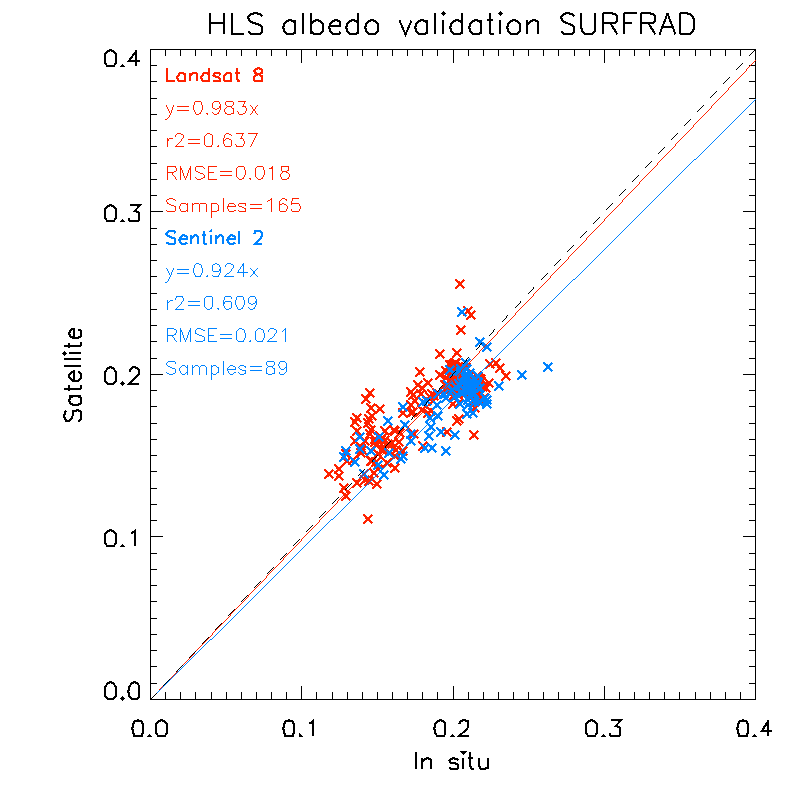 HLS albedo validation SURFRAD
0.4
Landsat 8
y=0.983x
r2=0.637
RMSE=0.018
Samples=165
0.3
Sentinel 2
y=0.924x
r2=0.609
RMSE=0.021
Samples=89
0.2
Satellite
0.1
0.0
0.0 0.1 0.2 0.3 0.4
In situ